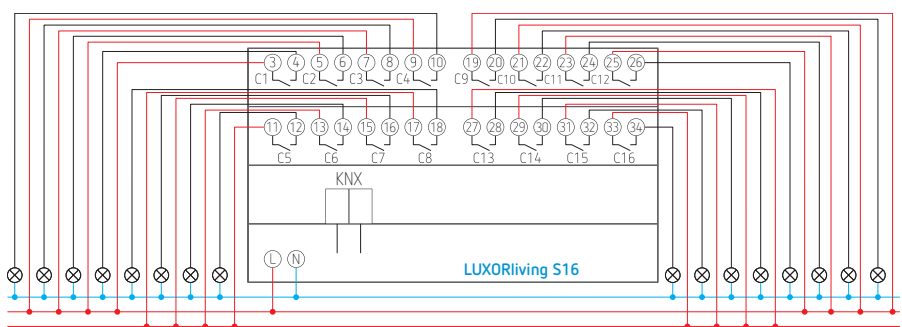 3 4 5 6 7 8 9 10 19 20 21 22 23 24 25 26
C1 C2 C3 C4 C9 C10 C11 C12
11 12 13 14 15 16 17 18 27 28 29 30 31 32 33 34
C5 C6 C7 C8 C13 C14 C15 C16
KNX
L N
LUXORliving S16